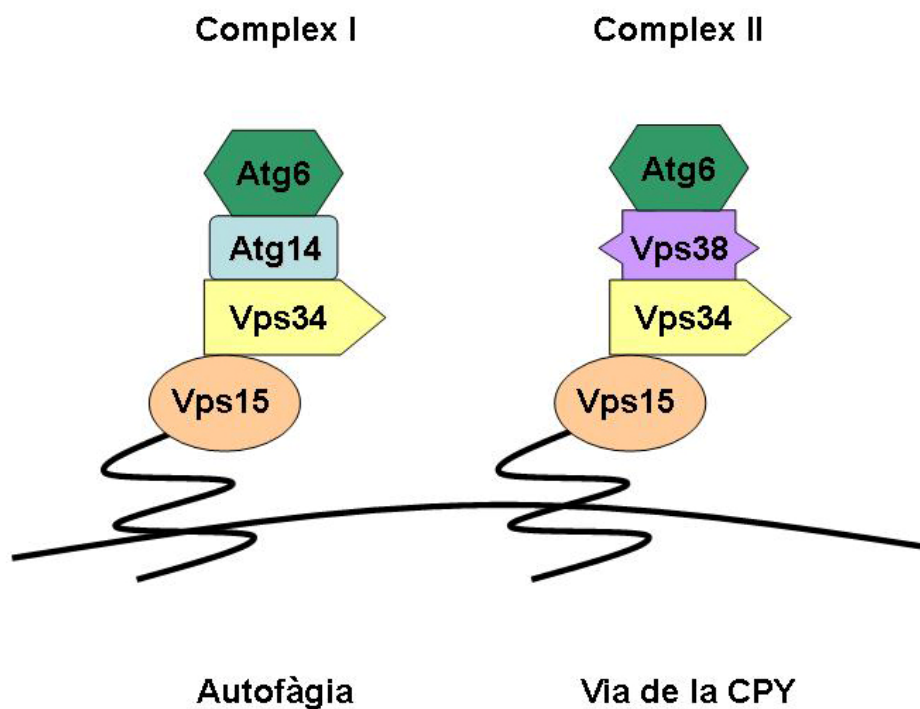 Complex I
Complex II
Atg6
Atg6
Atg14
Vps38
Vps34
Vps34
Vps15
Vps15
Autofàgia
Via de la CPY